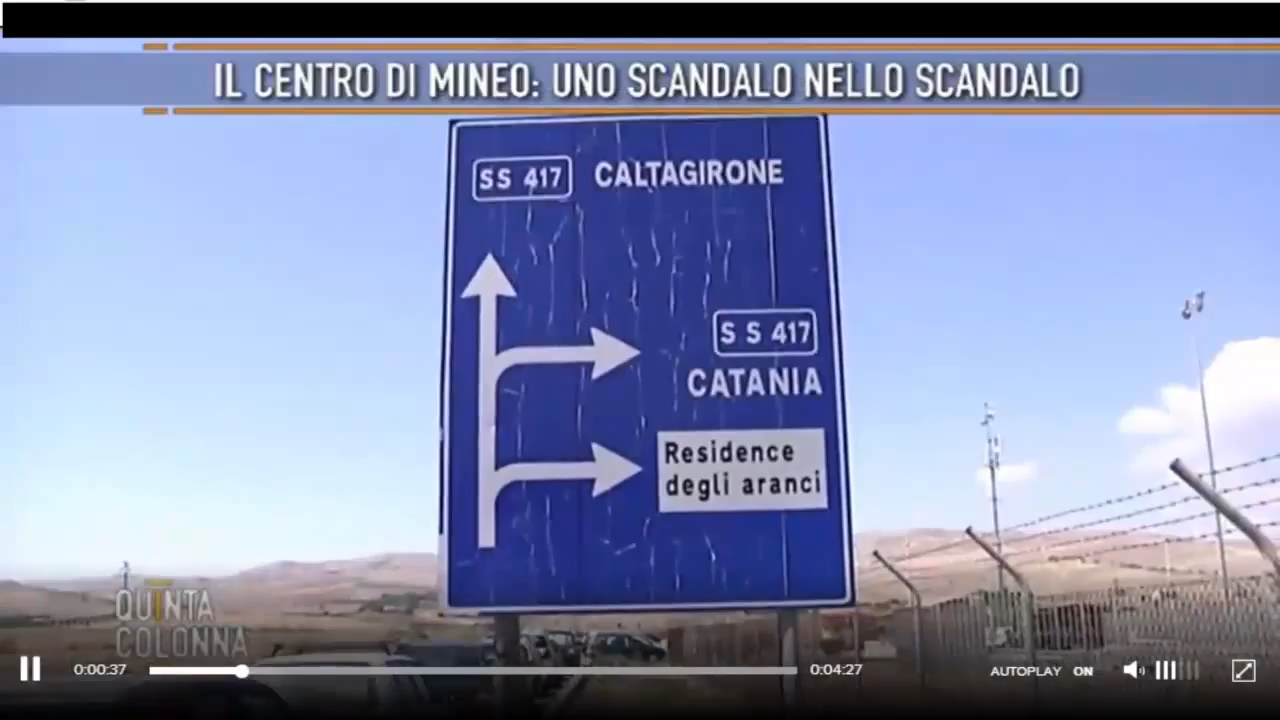 IL CENTRO DI MINEO: UNO SCANDALO NELLO SCANDALO
SS 417 CALTAGIRONE
S S 417
CATANIA
Residence
degli aranci
QUINTA
COLONNA
0:00:37
0:04:27
AUTOPLAY ON